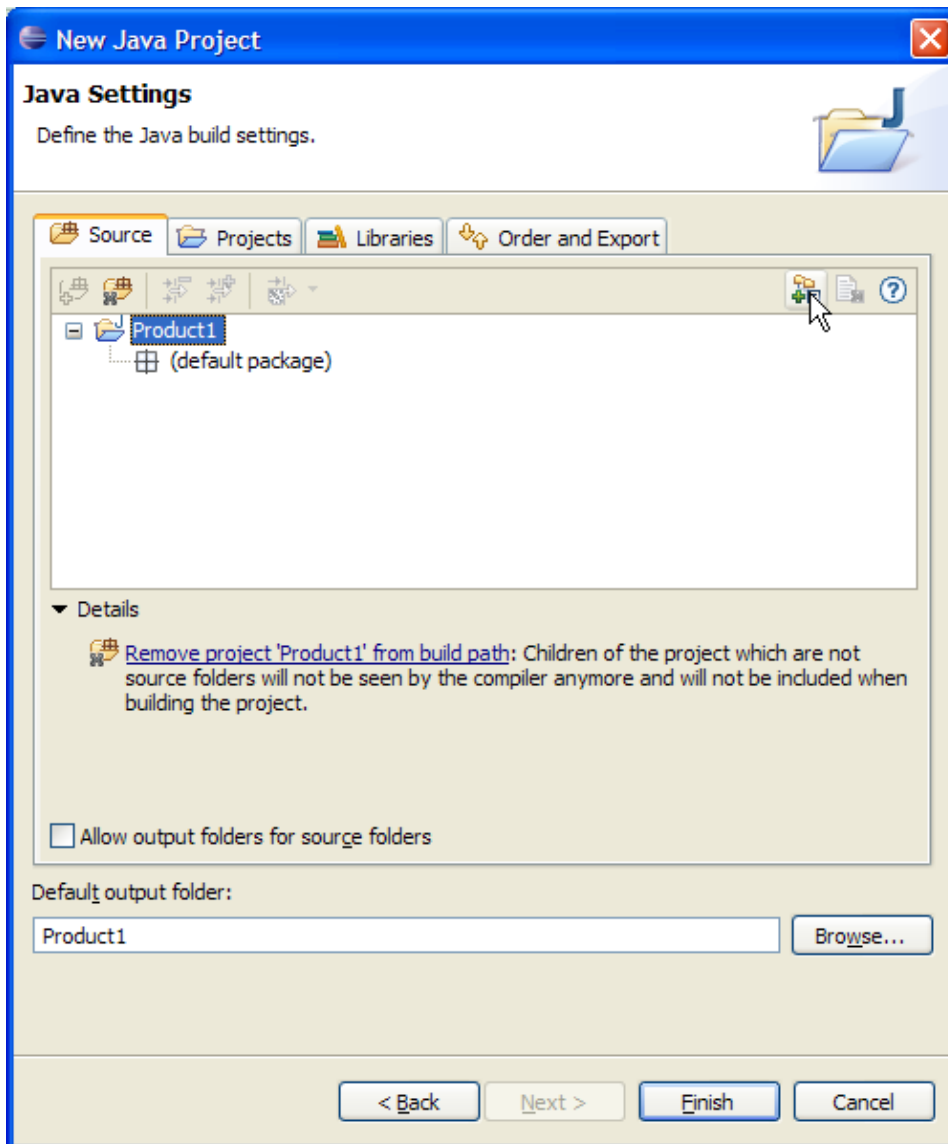 New Java Project
Java Settings
Define the Java build settings.
Source Projects Libraries Order and Export
Product1
(default package)
Details
Remove project 'Product1' from build path: Children of the project which are not
source folders will not be seen by the compiler anymore and will not be included when
building the project.
Allow output folders for source folders
Default output folder:
Product1 Browse...
< Back Next > Finish Cancel